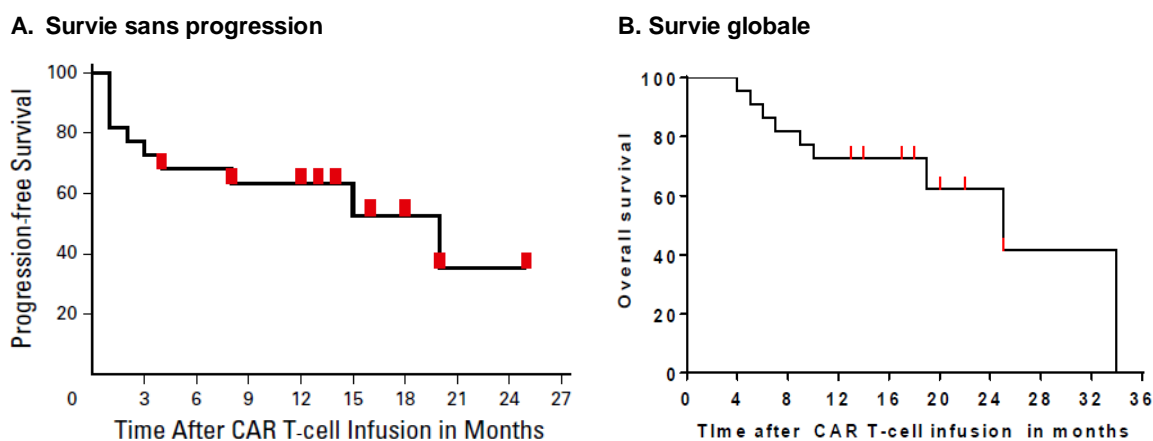 A. Survie sans progression
Progression-free Survival
100
80
60
40
20
0 3 6 9 12 15 18 21 24 27
Time After CAR T-cell Infusion in Months
B. Survie globale
Overall survival
100
80
60
40
20
0
0 4 8 12 16 20 24 28 32 36
TIme after CAR T-cell infusion in months